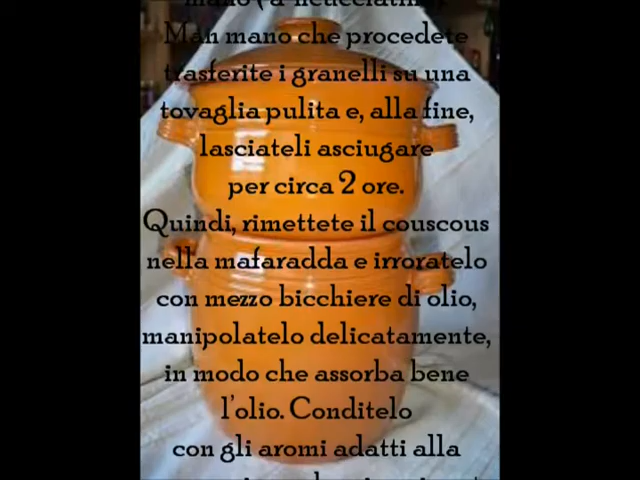 mano ( a 'ncucciatina).
Man mano che procedete
trasferite i granelli su una
tovaglia pulita e, alla fine,
lasciateli asciugare
per circa 2 ore.
Quindi, rimettete il couscous
nella mafaradda e irroratelo
con mezzo bicchiere di olio,
manipolatelo delicatamente,
in modo che assorba bene
l'olio. Conditelo
con gli aromi adatti alla